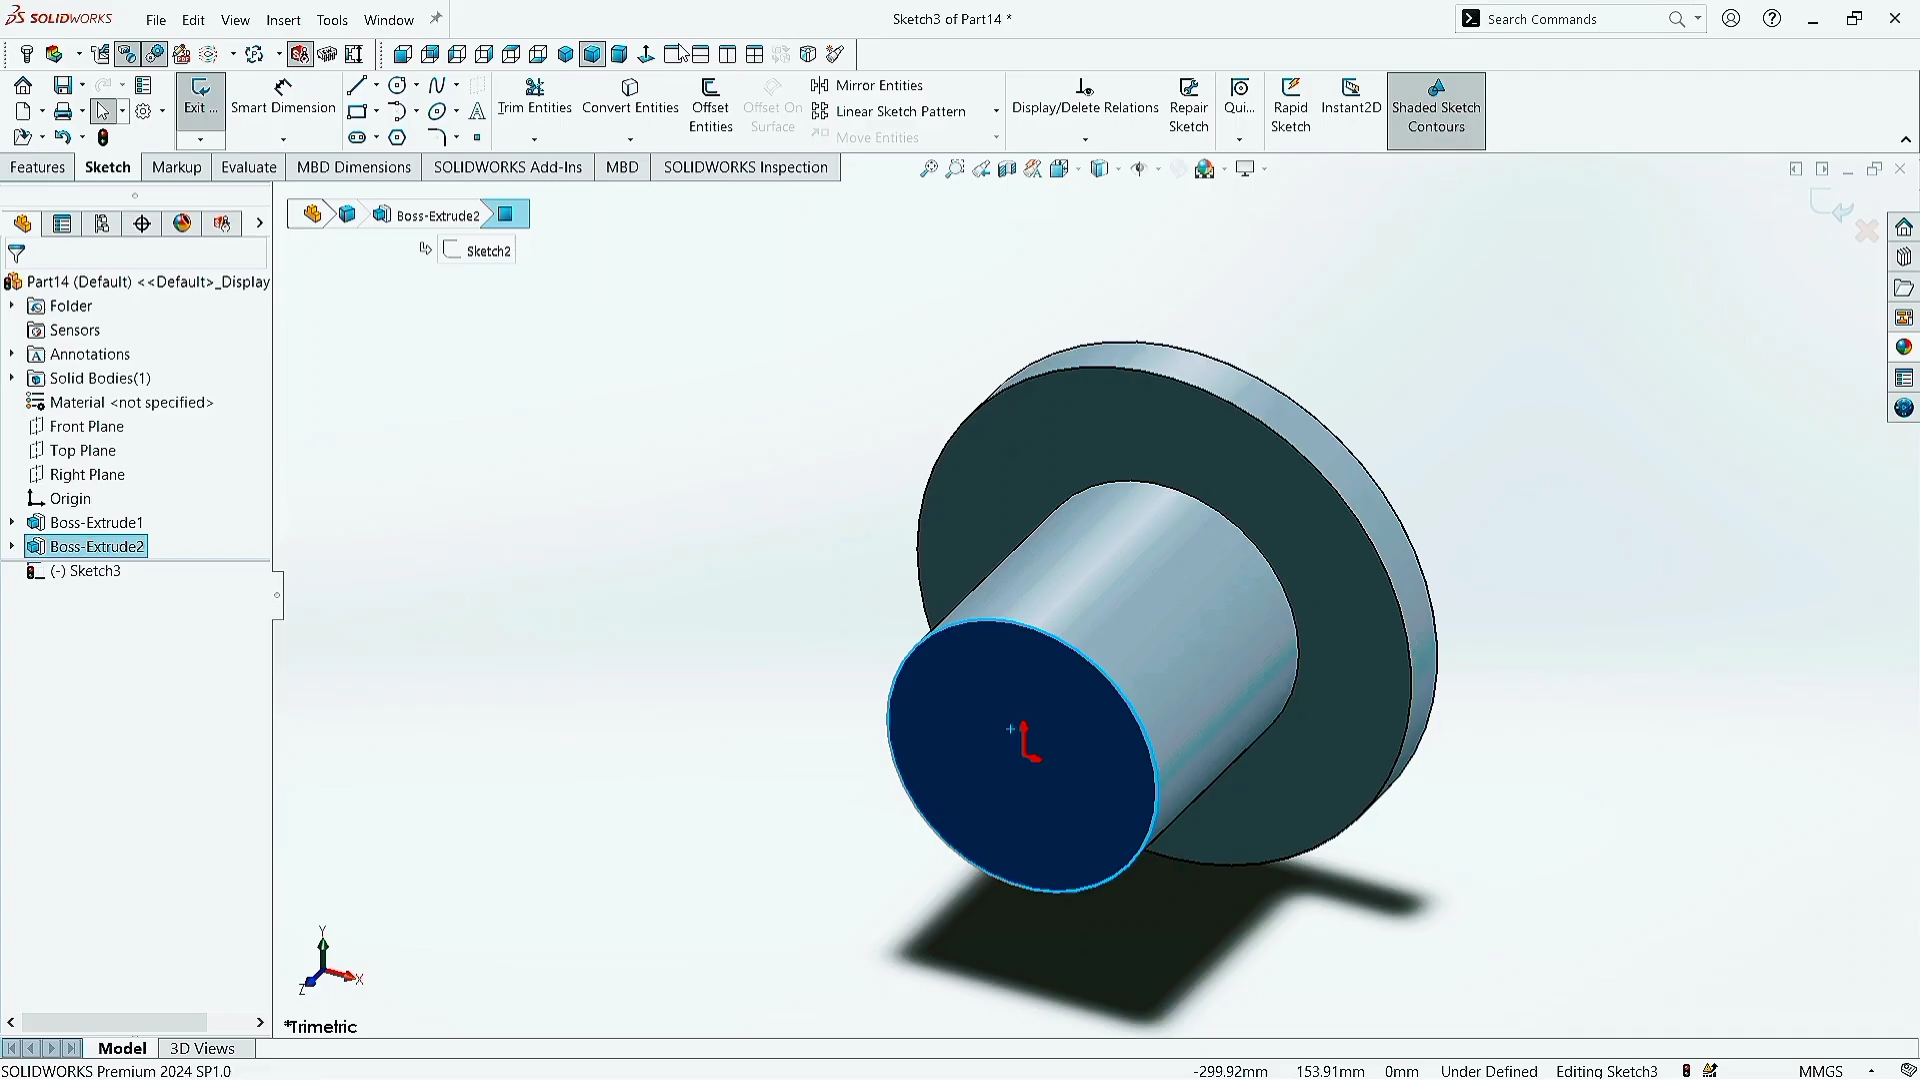 SOLIDWORKS
File Edit View Insert Tools Window
Sketch3 of Part14 *
Search Commands
Exit ...
Smart Dimension
Trim Entities
Convert Entities
Offset
Entities
Offset On
Surface
Mirror Entities
Linear Sketch Pattern
Move Entities
Display/Delete Relations
Repair
Sketch
Qui...
Rapid
Sketch
Instant2D
Shaded Sketch
Contours
Features Sketch Markup Evaluate MBD Dimensions SOLIDWORKS Add-Ins MBD SOLIDWORKS Inspection
Boss-Extrude2
Sketch2
Part14 (Default) <<Default>_Display
Folder
Sensors
Annotations
Solid Bodies(1)
Material <not specified>
Front Plane
Top Plane
Right Plane
Origin
Boss-Extrude1
Boss-Extrude2
(-) Sketch3
Y
X
Z
*Trimetric
Model 3D Views
SOLIDWORKS Premium 2024 SP1.0
-299.92mm 153.91mm 0mm Under Defined Editing Sketch3 MMGS